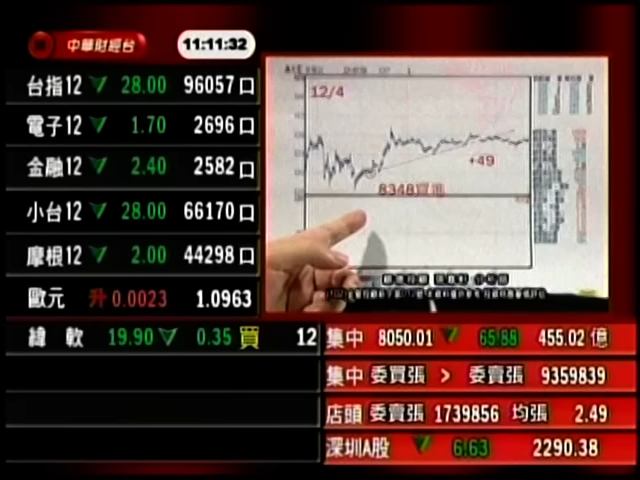 中華財經台 11:11:32
台指12 28.00 96057口
電子12 1.70 2696口
金融12 2.40 2582口
小台12 28.00 66170口
摩根12 2.00 44298口
歐元 升0.0023 1.0963
12/4
+49
8348買進
緯軟 19.90 0.35買 12
集中 8050.01 65.88 455.02億
集中 委買張 > 委賣張 9359839
店頭 委賣張 1739856 均張 2.49
深圳A股 6.63 2290.38